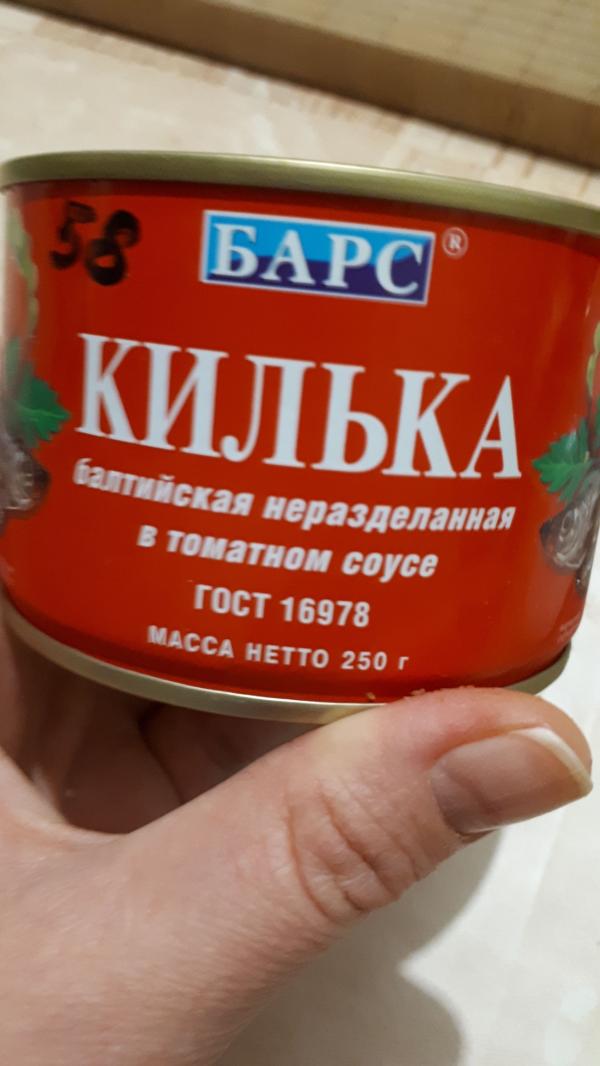 58
БАРС®
КИЛЬКА
балтийская неразделанная
в томатном соусе
ГОСТ 16978
МАССА НЕТТО 250 г